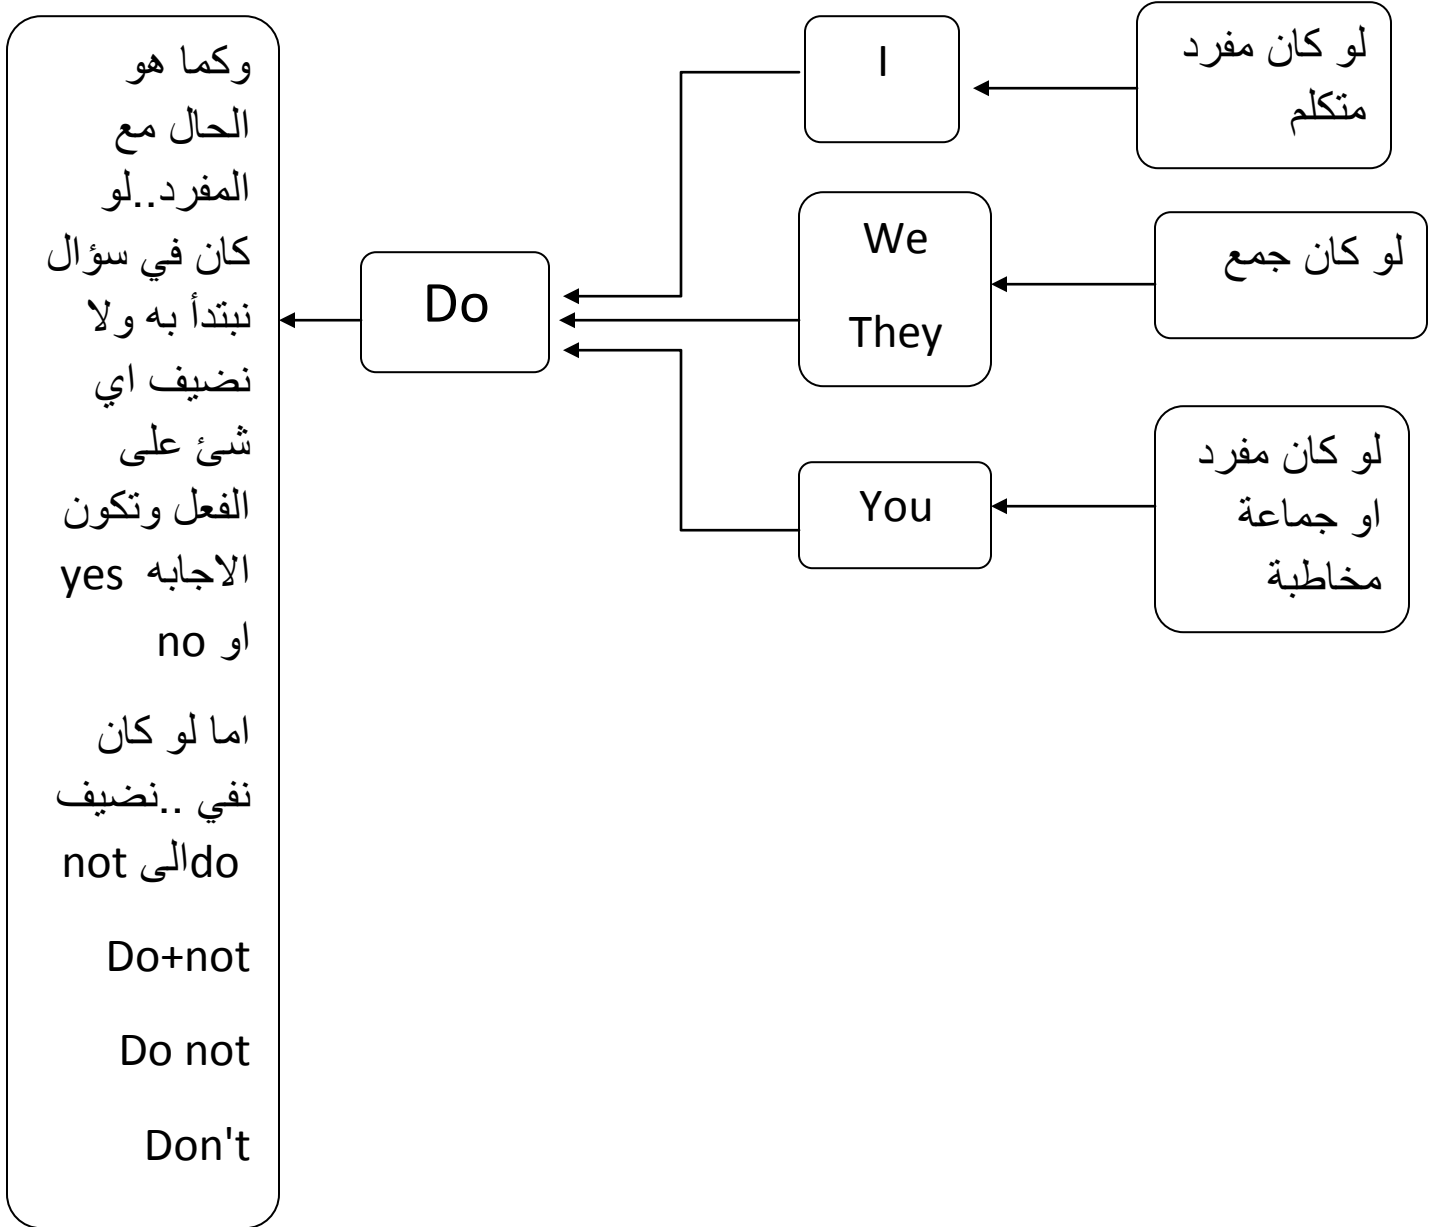 لو كان مفرد
متكلم
I
لو كان جمع
We
They
لو كان مفرد
او جماعة
مخاطبة
You
Do
وكما هو
الحال مع
المفرد..لو
كان في سؤال
نبتدأ به ولا
نضيف اي
شئ على
الفعل وتكون
الاجابه yes
او no
اما لو كان
نفي ..نضيف
doالى not
Do+not
Do not
Don't